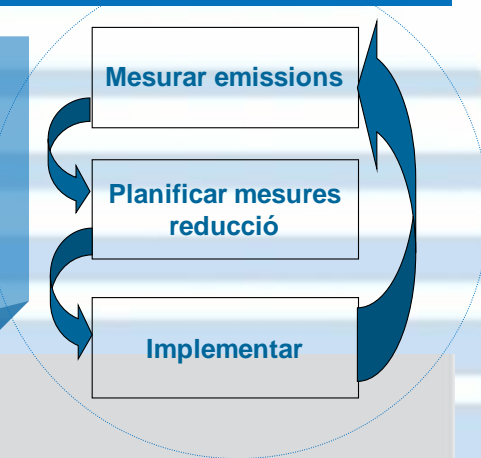 Mesurar emissions
Planificar mesures
reducció
Implementar